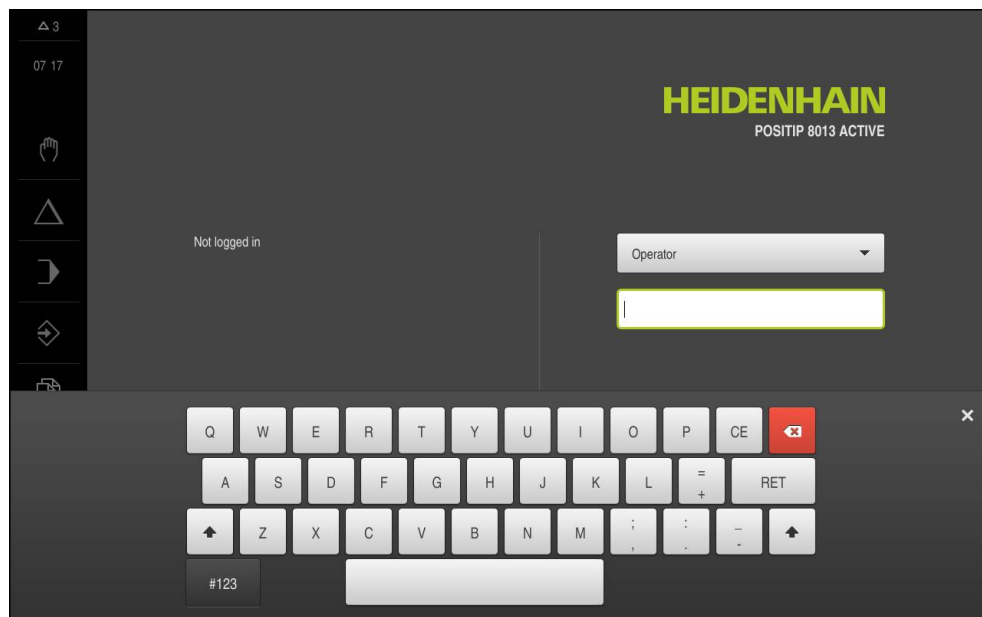 3
07 17
HEIDENHAIN
POSITIP 8013 ACTIVE
Not logged in
Operator
Q W E R T Y U I O P CE
A S D F G H J K L = + RET
Z X C V B N M ; , : . _ -
#123